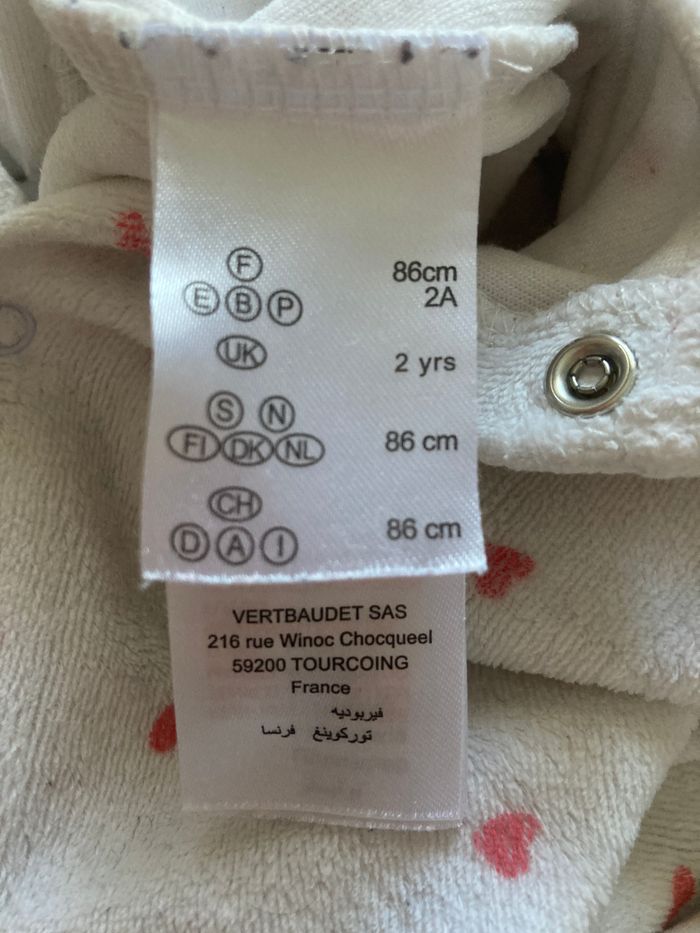 F 86cm
E B P 2A
UK 2 yrs
S N
FI DK NL 86 cm
CH
D A I 86 cm
VERTBAUDET SAS
216 rue Winoc Chocqueel
59200 TOURCOING
France
فيربوديه
توركوينغ فرنسا